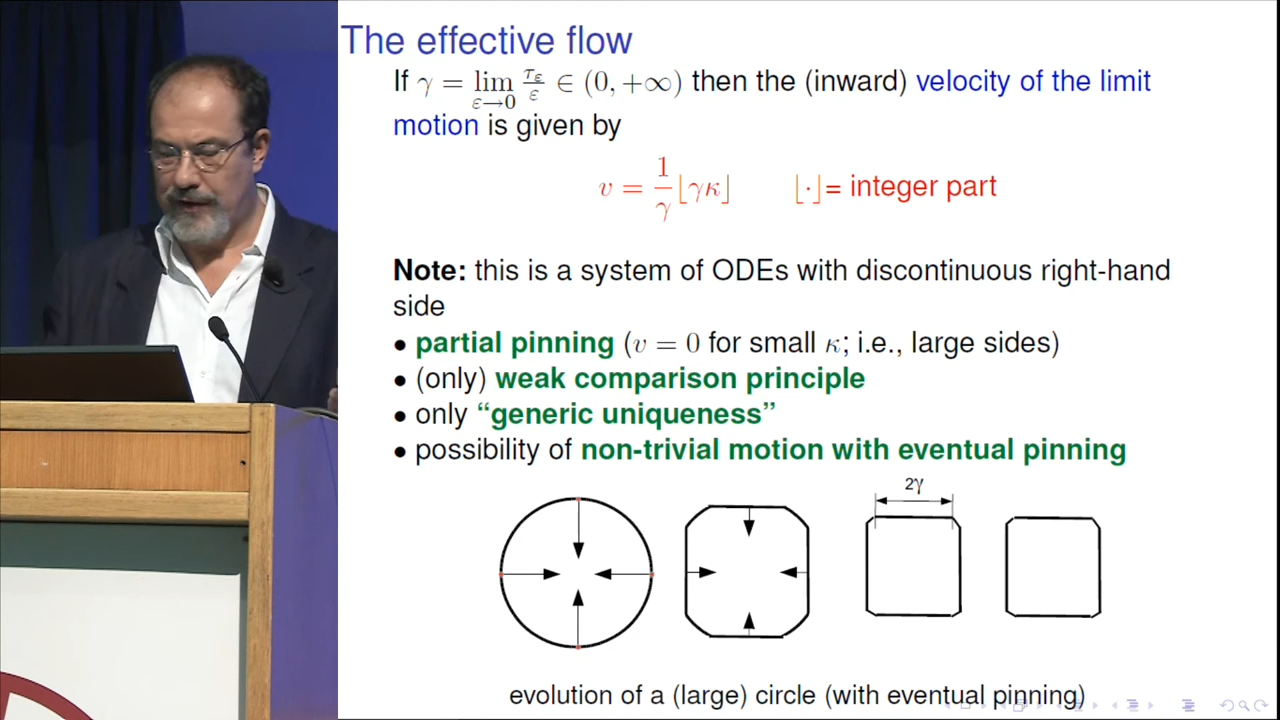 The effective flow
If γ = lim τε/ε ∈ (0, +∞) then the (inward) velocity of the limit
ε→0
motion is given by
v = 1/γ ⌊γκ⌋ ⌊·⌋= integer part
Note: this is a system of ODEs with discontinuous right-hand
side
• partial pinning (v = 0 for small κ; i.e., large sides)
• (only) weak comparison principle
• only “generic uniqueness”
• possibility of non-trivial motion with eventual pinning
2γ
evolution of a (large) circle (with eventual pinning)